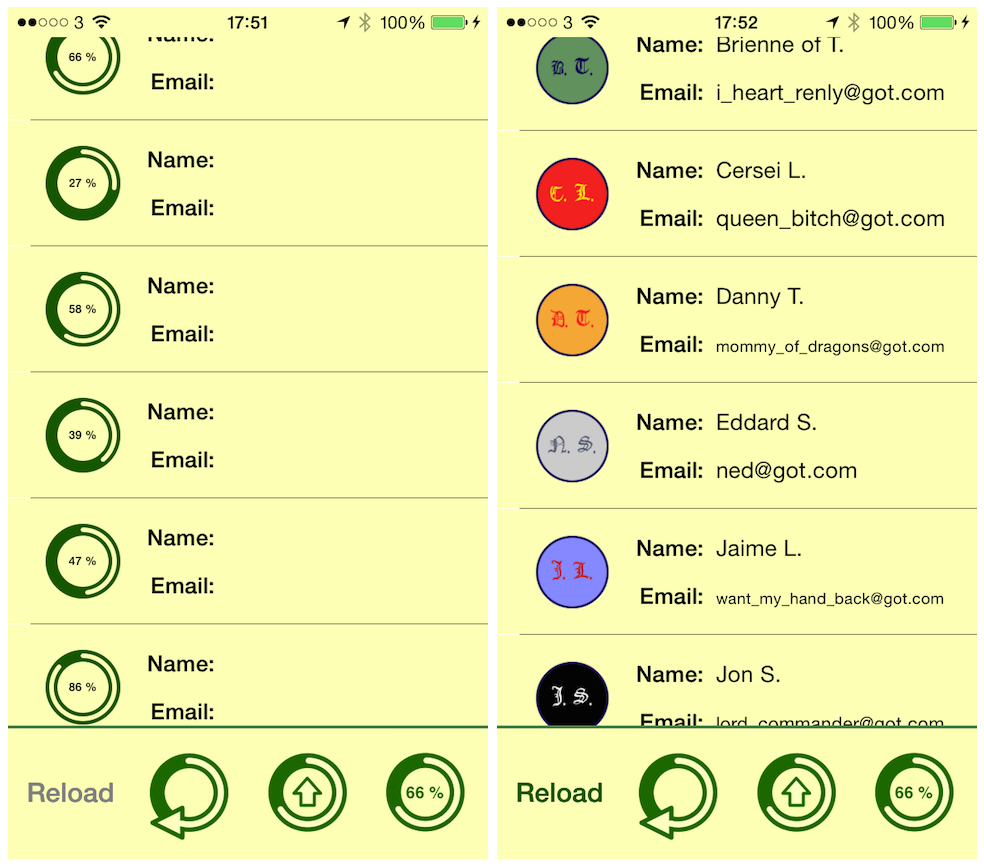 3 17:51 100%
Name:
66 %
Email:
Name:
27 %
Email:
Name:
58 %
Email:
Name:
39 %
Email:
Name:
47 %
Email:
Name:
86 %
Email:
Reload 66 %
3 17:52 100%
Name: Brienne of T.
B. T.
Email: i_heart_renly@got.com
Name: Cersei L.
C. L.
Email: queen_bitch@got.com
Name: Danny T.
D. T.
Email: mommy_of_dragons@got.com
Name: Eddard S.
N. S.
Email: ned@got.com
Name: Jaime L.
J. L.
Email: want_my_hand_back@got.com
Name: Jon S.
J. S.
Email: lord_commander@got.com
Reload 66 %